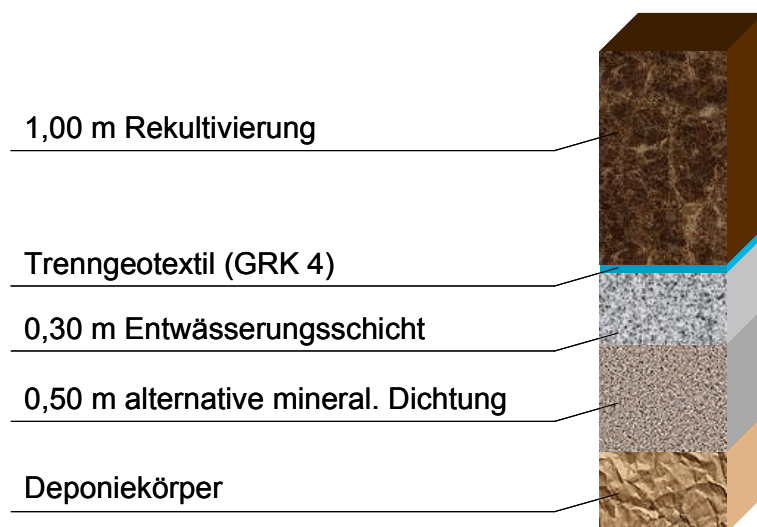 1,00 m Rekultivierung
Trenngeotextil (GRK 4)
0,30 m Entwässerungsschicht
0,50 m alternative mineral. Dichtung
Deponiekörper